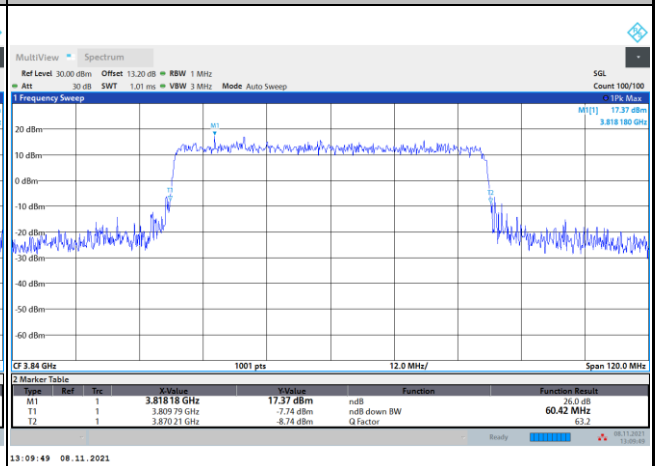 MultiView Spectrum
Ref Level 30.00 dBm Offset 13.20 dB RBW 1 MHz SGL
Att 30 dB SWT 1.01 ms VBW 3 MHz Mode Auto Sweep Count 100/100
1 Frequency Sweep 1Pk Max
M1[1] 17.37 dBm
3.818 180 GHz
M1
20 dBm
10 dBm
0 dBm
T1 T2
-10 dBm
-20 dBm
-30 dBm
-40 dBm
-50 dBm
-60 dBm
CF 3.84 GHz 1001 pts 12.0 MHz/ Span 120.0 MHz
2 Marker Table
Type Ref Trc X-Value Y-Value Function Function Result
M1 1 3.818 18 GHz 17.37 dBm ndB 26.0 dB
T1 1 3.809 79 GHz -7.74 dBm ndB down BW 60.42 MHz
T2 1 3.870 21 GHz -8.74 dBm Q Factor 63.2
Ready 08.11.2021
13:09:49
13:09:49 08.11.2021